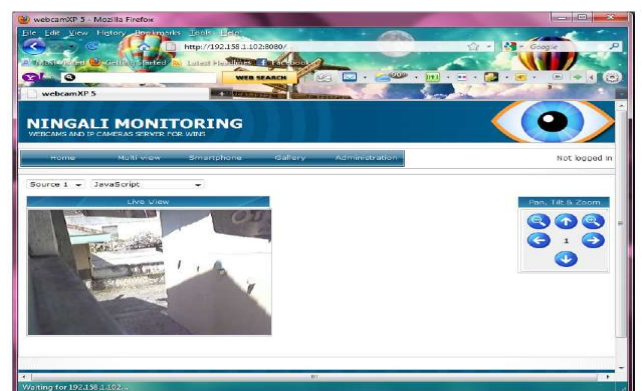 webcamXP 5 - Mozilla Firefox
File Edit View History Bookmarks Tools Help
http://192.158.1.102:8080/
Google
Most Visited Getting Started Latest Headlines Facebook
WEB SEARCH
webcamXP 5
NINGALI MONITORING
WEBCAMS AND IP CAMERAS SERVER FOR WINS
Home Multi view Smartphone Gallery Administration Not logged in
Source 1 JavaScript
Live View Pan, Tilt & Zoom
1
Waiting for 192.158.1.102...